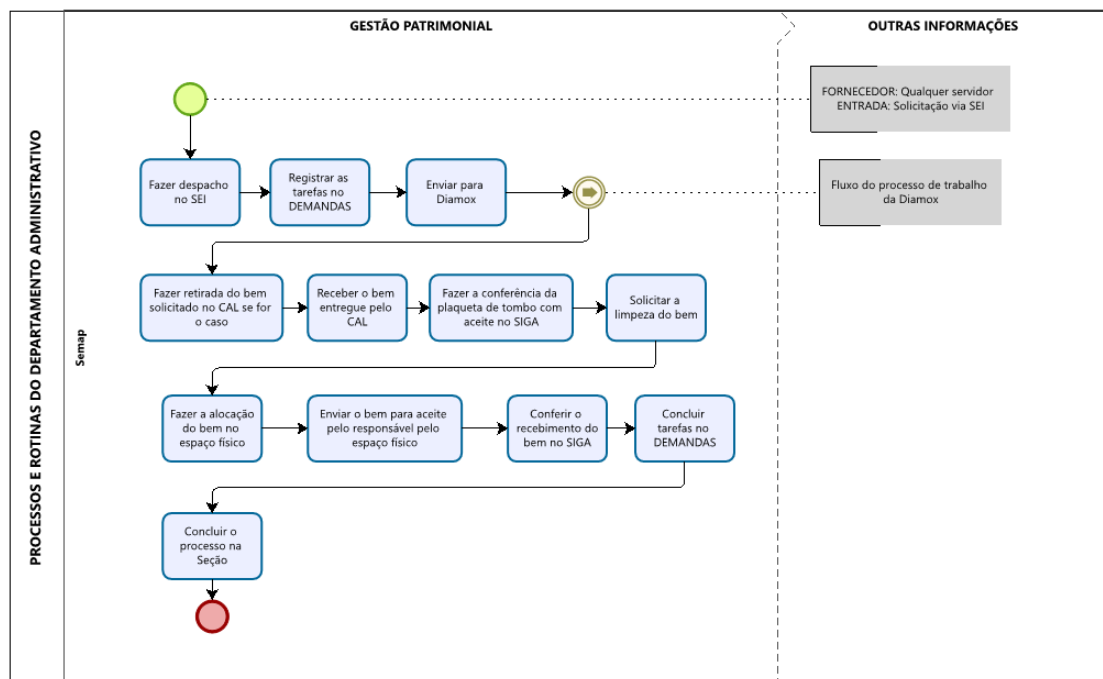 GESTÃO PATRIMONIAL
OUTRAS INFORMAÇÕES
PROCESSOS E ROTINAS DO DEPARTAMENTO ADMINISTRATIVO
Semap
FORNECEDOR: Qualquer servidor
ENTRADA: Solicitação via SEI
Fazer despacho
no SEI
Registrar as
tarefas no
DEMANDAS
Enviar para
Diamox
Fluxo do processo de trabalho
da Diamox
Fazer retirada do bem
solicitado no CAL se for
o caso
Receber o bem
entregue pelo
CAL
Fazer a conferência da
plaqueta de tombo com
aceite no SIGA
Solicitar a
limpeza do bem
Fazer a alocação
do bem no
espaço físico
Enviar o bem para aceite
pelo responsável pelo
espaço físico
Conferir o
recebimento do
bem no SIGA
Concluir
tarefas no
DEMANDAS
Concluir o
processo na
Seção